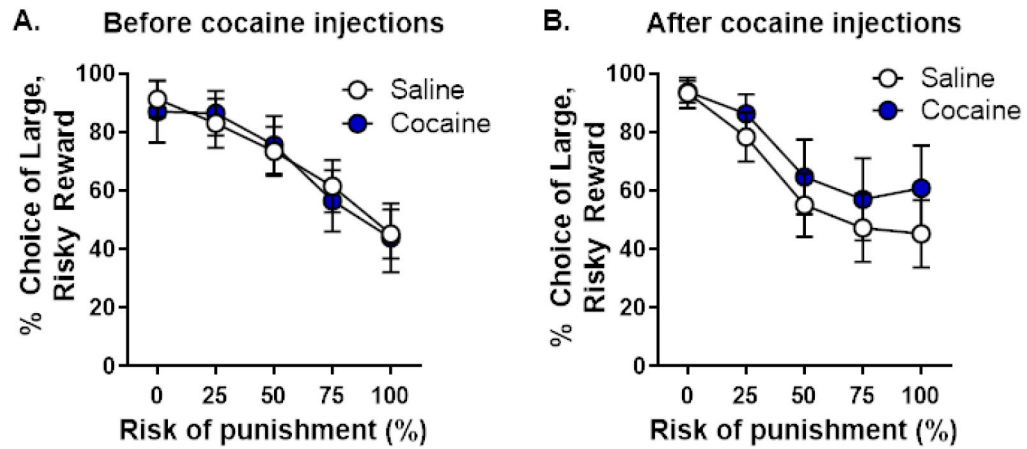 A. Before cocaine injections
% Choice of Large,
Risky Reward
100
80
60
40
20
0
Saline
Cocaine
0 25 50 75 100
Risk of punishment (%)
B. After cocaine injections
% Choice of Large,
Risky Reward
100
80
60
40
20
0
Saline
Cocaine
0 25 50 75 100
Risk of punishment (%)